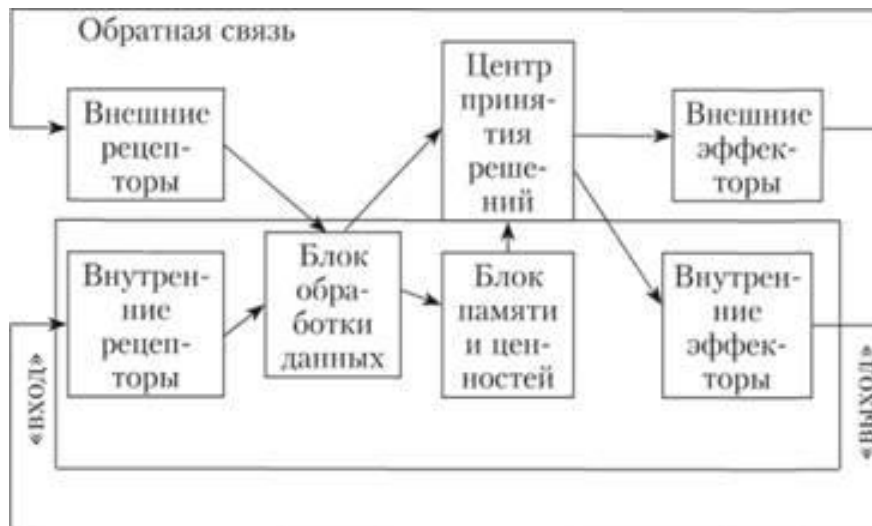 Обратная связь
Внешние
рецеп-
торы
Центр
приня-
тия
реше-
ний
Внешние
эффек-
торы
Внутрен-
ние
рецеп-
торы
Блок
обра-
ботки
данных
Блок
памяти
и цен-
ностей
Внутрен-
ние
эффек-
торы
«ВХОД»
«ВЫХОД»